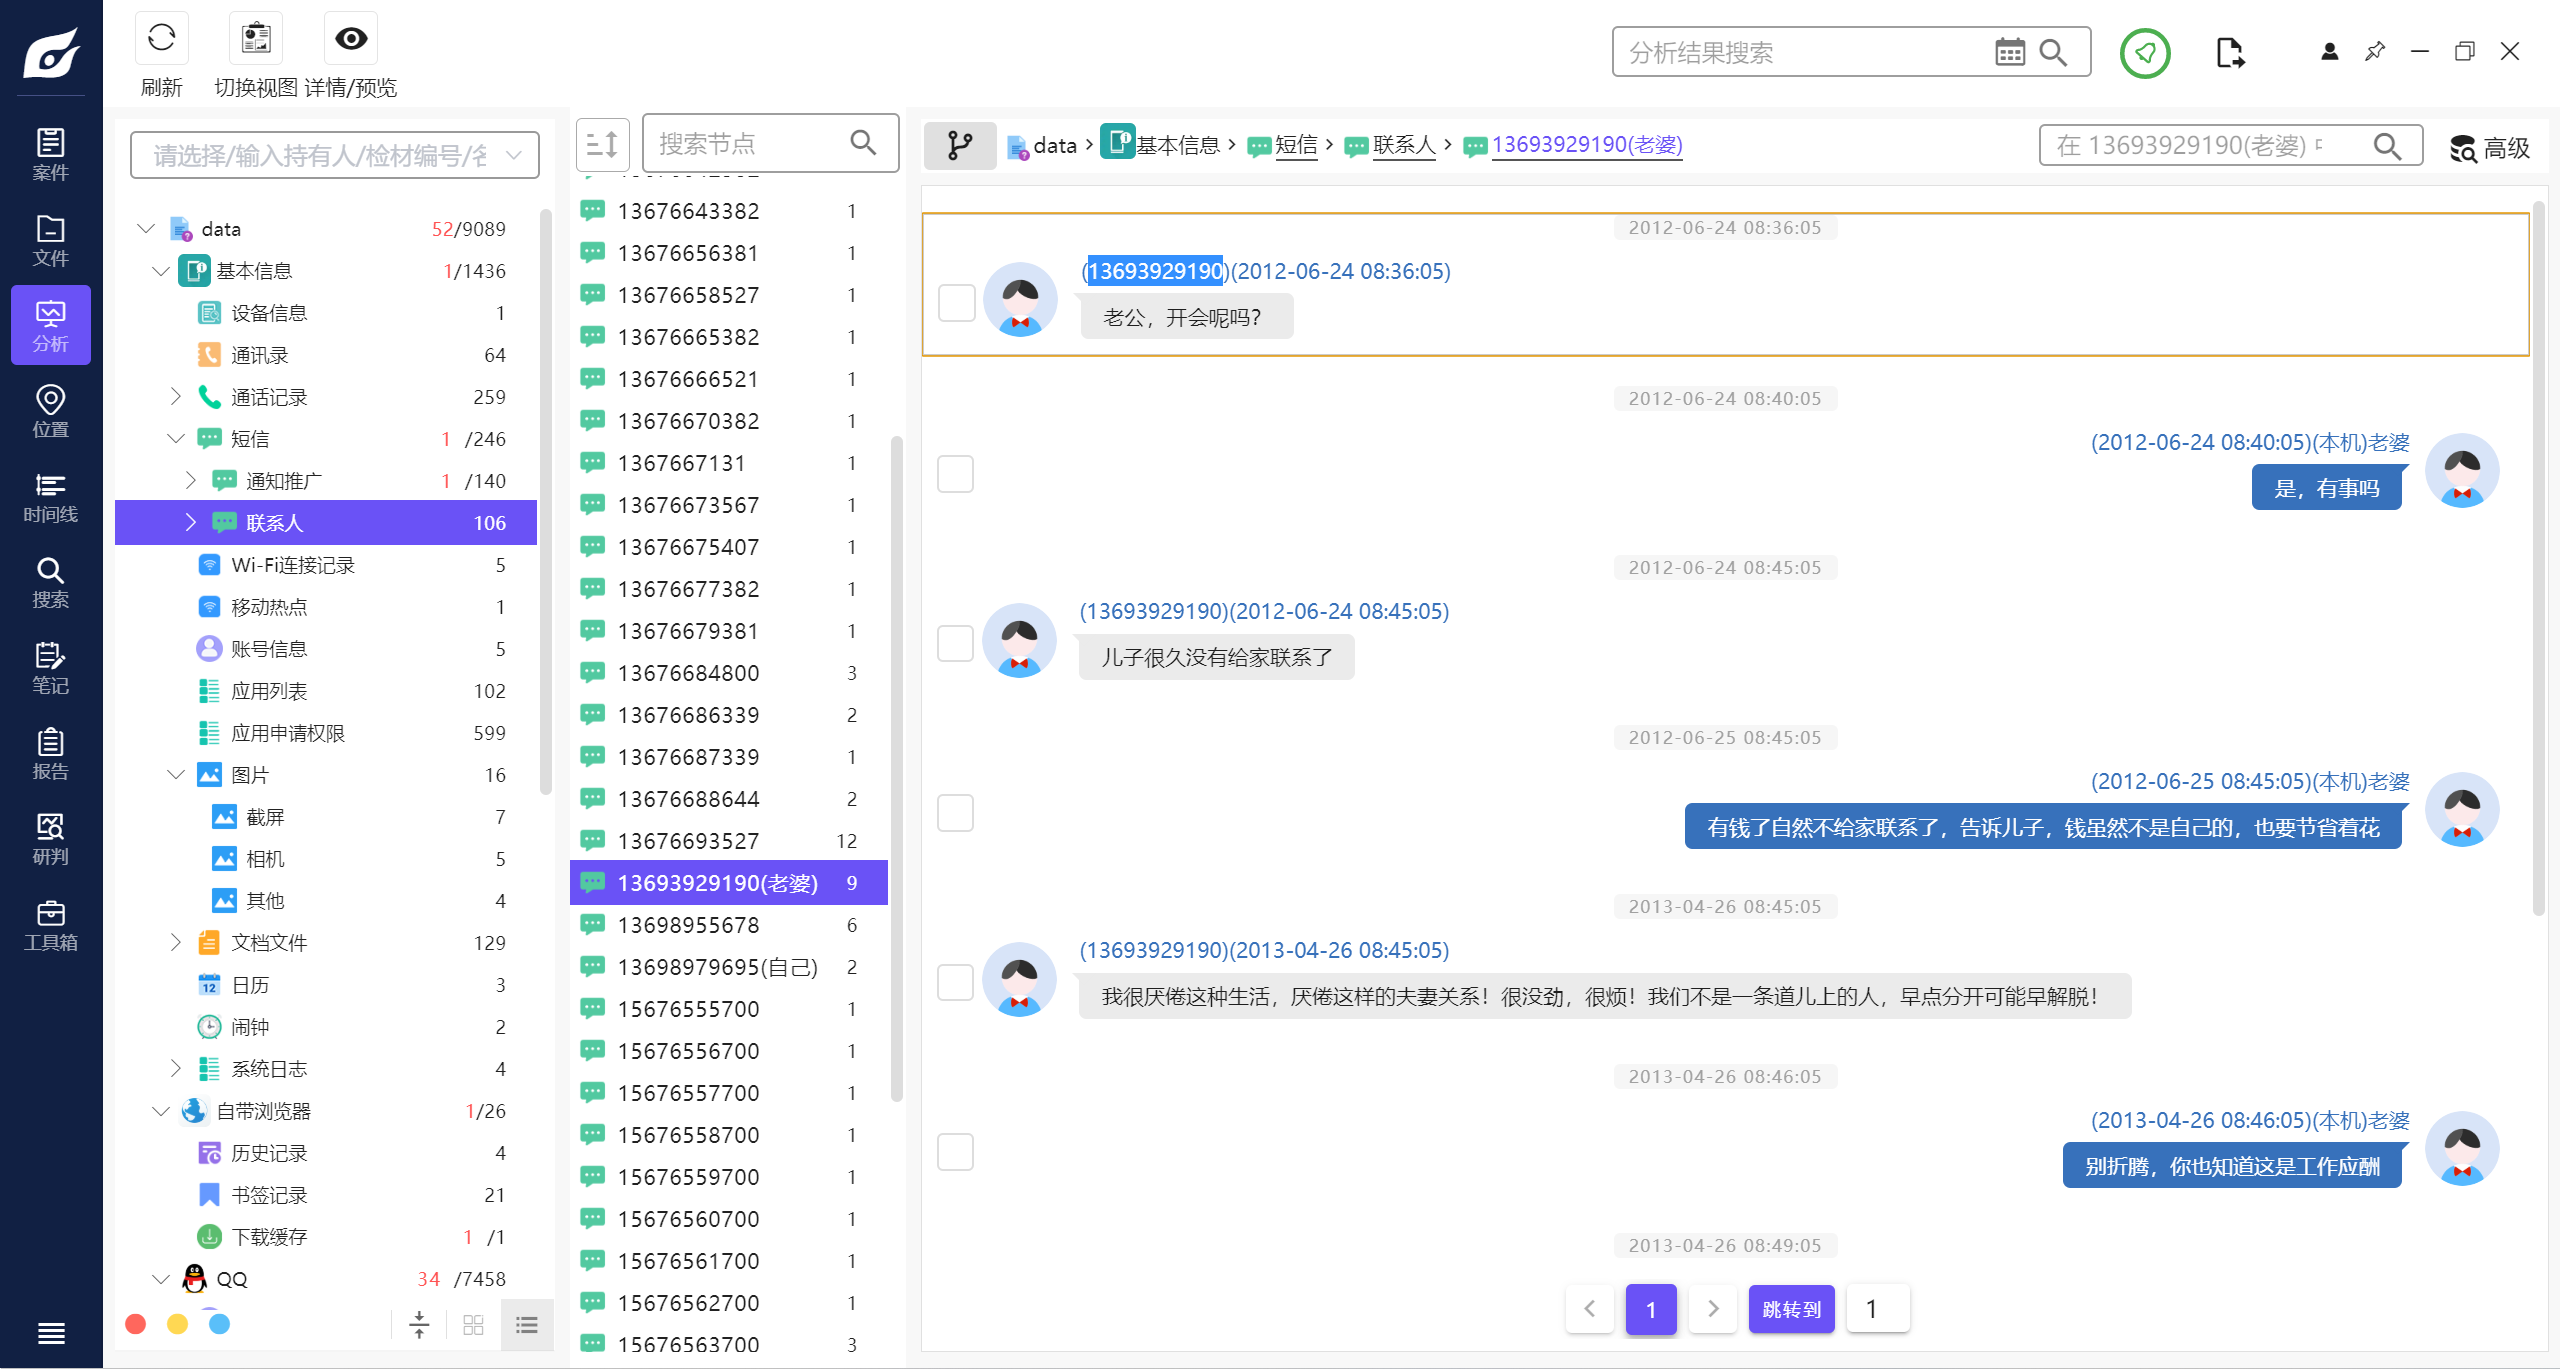 刷新
切换视图
详情/预览
分析结果搜索
案件
文件
分析
位置
时间线
搜索
笔记
报告
研判
工具箱
请选择/输入持有人/检材编号/名
data 52/9089
基本信息 1/1436
设备信息 1
通讯录 64
通话记录 259
短信 1 /246
通知推广 1 /140
联系人 106
Wi-Fi连接记录 5
移动热点 1
账号信息 5
应用列表 102
应用申请权限 599
图片 16
截屏 7
相机 5
其他 4
文档文件 129
日历 3
闹钟 2
系统日志 4
自带浏览器 1/26
历史记录 4
书签记录 21
下载缓存 1 /1
QQ 34 /7458
搜索节点
13676643382 1
13676656381 1
13676658527 1
13676665382 1
13676666521 1
13676670382 1
1367667131 1
13676673567 1
13676675407 1
13676677382 1
13676679381 1
13676684800 3
13676686339 2
13676687339 1
13676688644 2
13676693527 12
13693929190(老婆) 9
13698955678 6
13698979695(自己) 2
15676555700 1
15676556700 1
15676557700 1
15676558700 1
15676559700 1
15676560700 1
15676561700 1
15676562700 1
15676563700 3
data > 基本信息 > 短信 > 联系人 > 13693929190(老婆)
在 13693929190(老婆)
高级
2012-06-24 08:36:05
(13693929190)(2012-06-24 08:36:05)
老公，开会呢吗？
2012-06-24 08:40:05
(2012-06-24 08:40:05)(本机)老婆
是，有事吗
2012-06-24 08:45:05
(13693929190)(2012-06-24 08:45:05)
儿子很久没有给家联系了
2012-06-25 08:45:05
(2012-06-25 08:45:05)(本机)老婆
有钱了自然不给家联系了，告诉儿子，钱虽然不是自己的，也要节省着花
2013-04-26 08:45:05
(13693929190)(2013-04-26 08:45:05)
我很厌倦这种生活，厌倦这样的夫妻关系！很没劲，很烦！我们不是一条道儿上的人，早点分开可能早解脱！
2013-04-26 08:46:05
(2013-04-26 08:46:05)(本机)老婆
别折腾，你也知道这是工作应酬
2013-04-26 08:49:05
1
跳转到
1